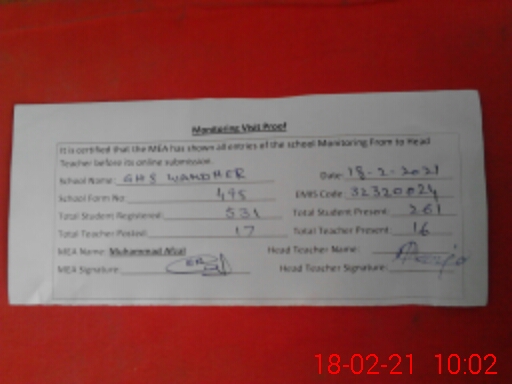 Monitoring Visit Proof
It is certified that the MEA has shown all entries of the school Monitoring From to Head
Teacher before its online submission.
School Name: GHS WANDHER Date: 18-2-2021
School Form No: 495 EMIS Code: 32320024
Total Student Registered: 531 Total Student Present: 261
Total Teacher Posted: 17 Total Teacher Present: 16
MEA Name: Muhammad Afzal Head Teacher Name:
MEA Signature: Head Teacher Signature:
18-02-21 10:02